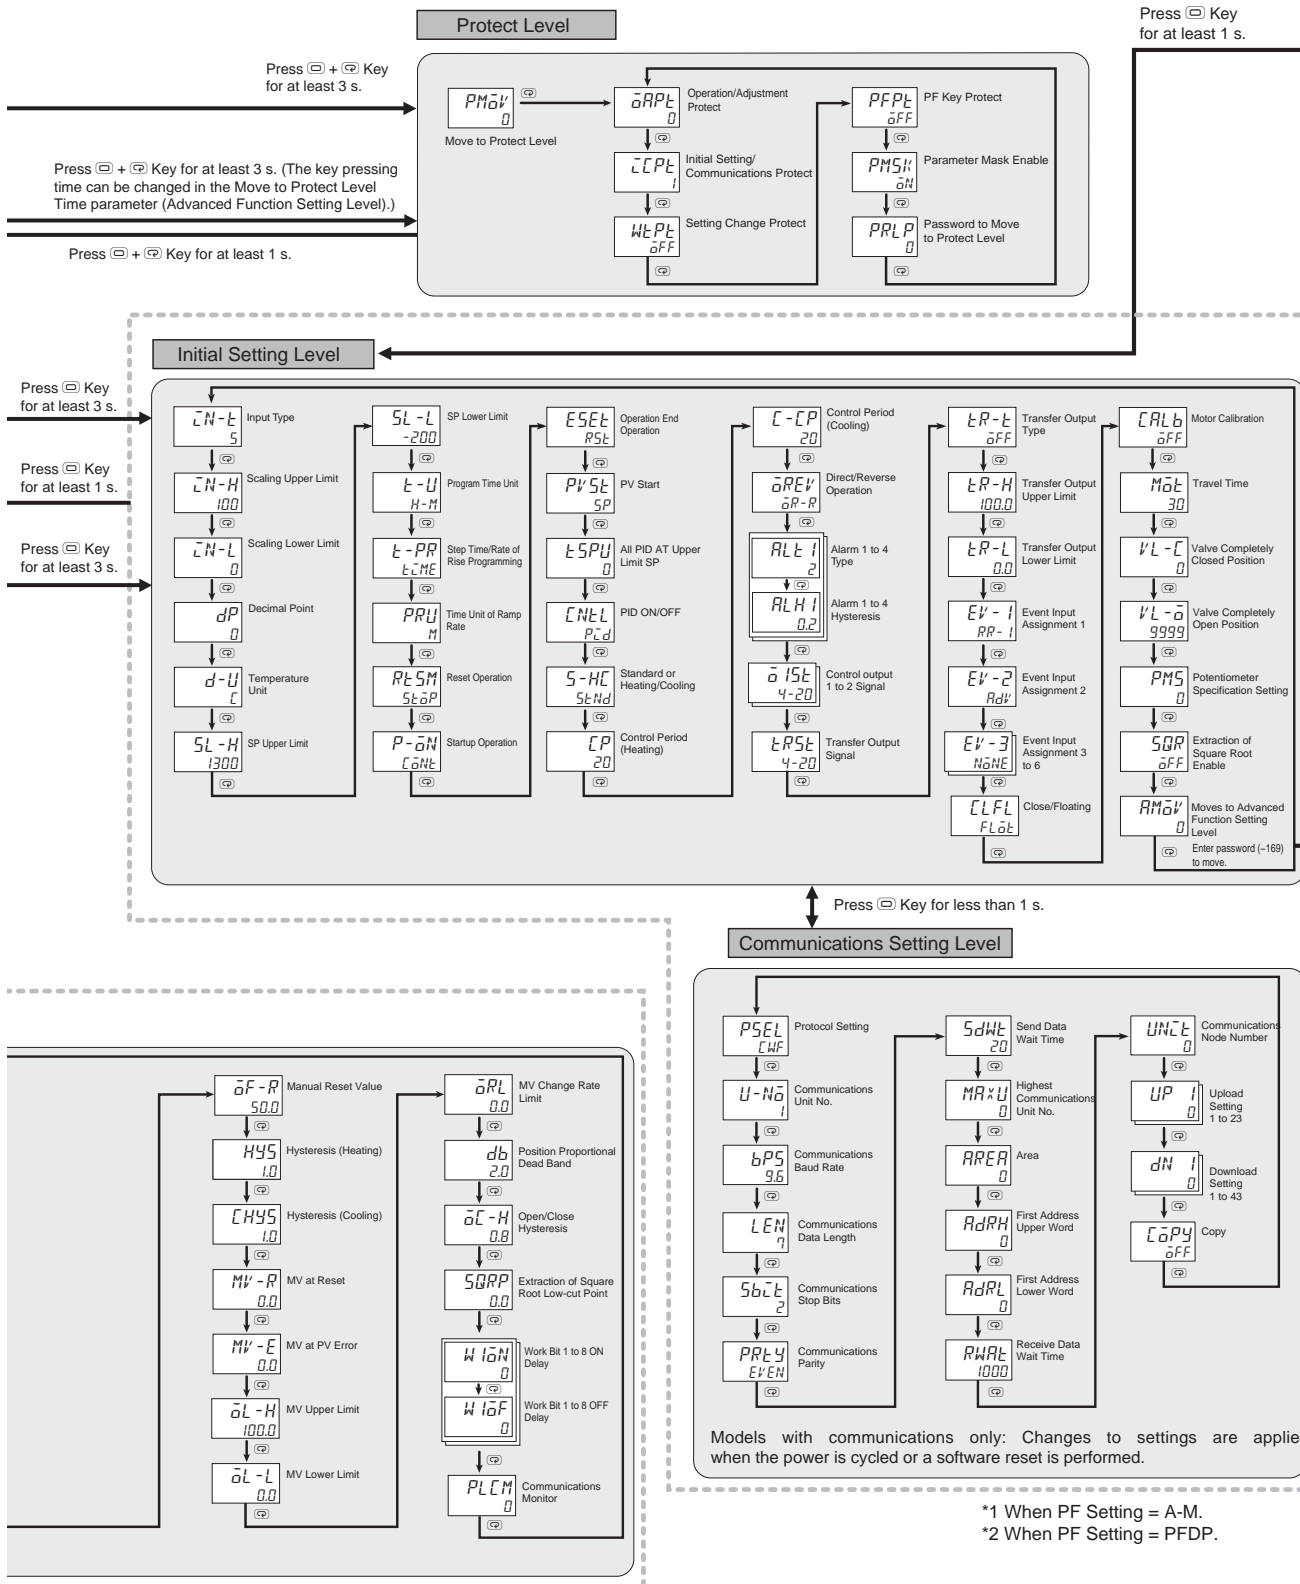 Protect Level
Press Key
for at least 1 s.
Press + Key
for at least 3 s.
PMoV
0
Move to Protect Level
oAPt
0
Operation/Adjustment
Protect
iCPt
1
Initial Setting/
Communications Protect
WtPt
oFF
Setting Change Protect
PFPt
oFF
PF Key Protect
PMSK
oN
Parameter Mask Enable
PRLP
0
Password to Move
to Protect Level
Press + Key for at least 3 s. (The key pressing
time can be changed in the Move to Protect Level
Time parameter (Advanced Function Setting Level).)
Press + Key for at least 1 s.
Initial Setting Level
Press Key
for at least 3 s.
Press Key
for at least 1 s.
Press Key
for at least 3 s.
iN-t
5
Input Type
iN-H
100
Scaling Upper Limit
iN-L
0
Scaling Lower Limit
dP
0
Decimal Point
d-U
C
Temperature
Unit
SL-H
1300
SP Upper Limit
SL-L
-200
SP Lower Limit
t-U
H-M
Program Time Unit
t-PR
tiME
Step Time/Rate of
Rise Programming
PRU
M
Time Unit of Ramp
Rate
RtSM
StoP
Reset Operation
P-oN
CoNt
Startup Operation
ESEt
RSt
Operation End
Operation
PVSt
SP
PV Start
tSPU
0
All PID AT Upper
Limit SP
CNtL
Pid
PID ON/OFF
S-HC
StNd
Standard or
Heating/Cooling
CP
20
Control Period
(Heating)
C-CP
20
Control Period
(Cooling)
oREV
oR-R
Direct/Reverse
Operation
ALt1
2
Alarm 1 to 4
Type
ALH1
0.2
Alarm 1 to 4
Hysteresis
o1St
4-20
Control output
1 to 2 Signal
tRSt
4-20
Transfer Output
Signal
tR-t
oFF
Transfer Output
Type
tR-H
100.0
Transfer Output
Upper Limit
tR-L
0.0
Transfer Output
Lower Limit
EV-1
RR-1
Event Input
Assignment 1
EV-2
AdV
Event Input
Assignment 2
EV-3
NoNE
Event Input
Assignment 3
to 6
CLFL
FLot
Close/Floating
CALb
oFF
Motor Calibration
Mot
30
Travel Time
VL-C
0
Valve Completely
Closed Position
VL-o
9999
Valve Completely
Open Position
PMS
0
Potentiometer
Specification Setting
SQR
oFF
Extraction of
Square Root
Enable
AMoV
0
Moves to Advanced
Function Setting
Level
Enter password (–169)
to move.
Press Key for less than 1 s.
Communications Setting Level
PSEL
CWF
Protocol Setting
U-No
1
Communications
Unit No.
bPS
9.6
Communications
Baud Rate
LEN
7
Communications
Data Length
Sbit
2
Communications
Stop Bits
PRtY
EVEN
Communications
Parity
SdWt
20
Send Data
Wait Time
MAxU
0
Highest
Communications
Unit No.
AREA
0
Area
AdRH
0
First Address
Upper Word
AdRL
0
First Address
Lower Word
RWAt
1000
Receive Data
Wait Time
UNit
0
Communications
Node Number
UP 1
0
Upload
Setting
1 to 23
dN 1
0
Download
Setting
1 to 43
CoPY
oFF
Copy
Models with communications only: Changes to settings are applie
when the power is cycled or a software reset is performed.
oF-R
50.0
Manual Reset Value
HYS
1.0
Hysteresis (Heating)
CHYS
1.0
Hysteresis (Cooling)
MV-R
0.0
MV at Reset
MV-E
0.0
MV at PV Error
oL-H
100.0
MV Upper Limit
oL-L
0.0
MV Lower Limit
oRL
0.0
MV Change Rate
Limit
db
2.0
Position Proportional
Dead Band
oC-H
0.8
Open/Close
Hysteresis
SQRP
0.0
Extraction of Square
Root Low-cut Point
W1oN
0
Work Bit 1 to 8 ON
Delay
W1oF
0
Work Bit 1 to 8 OFF
Delay
PLCM
0
Communications
Monitor
*1 When PF Setting = A-M.
*2 When PF Setting = PFDP.